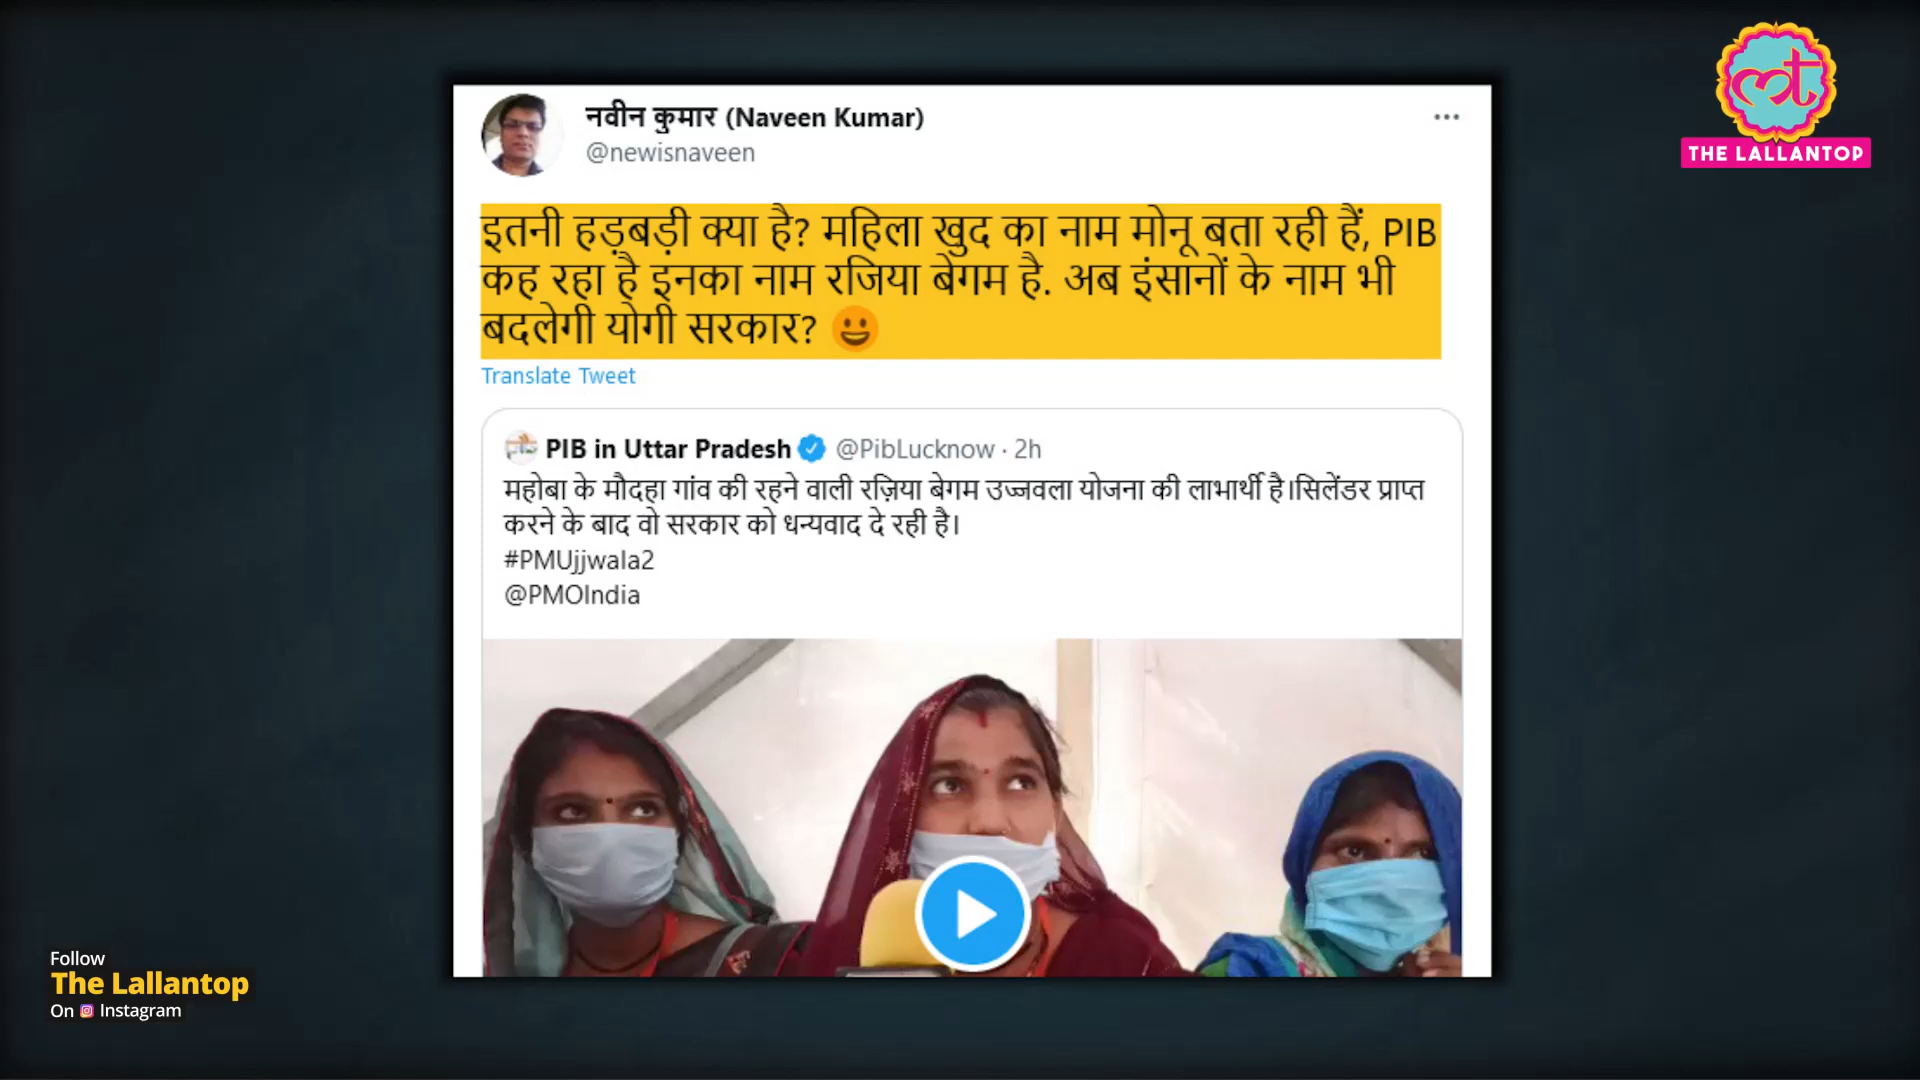 नवीन कुमार (Naveen Kumar)
@newisnaveen
इतनी हड़बड़ी क्या है? महिला खुद का नाम मोनू बता रही हैं, PIB
कह रहा है इनका नाम रजिया बेगम है. अब इंसानों के नाम भी
बदलेगी योगी सरकार? 😀
Translate Tweet
PIB in Uttar Pradesh @PibLucknow · 2h
महोबा के मौदहा गांव की रहने वाली रज़िया बेगम उज्जवला योजना की लाभार्थी है।सिलेंडर प्राप्त
करने के बाद वो सरकार को धन्यवाद दे रही है।
#PMUjjwala2
@PMOIndia
लT
THE LALLANTOP
Follow
The Lallantop
On Instagram